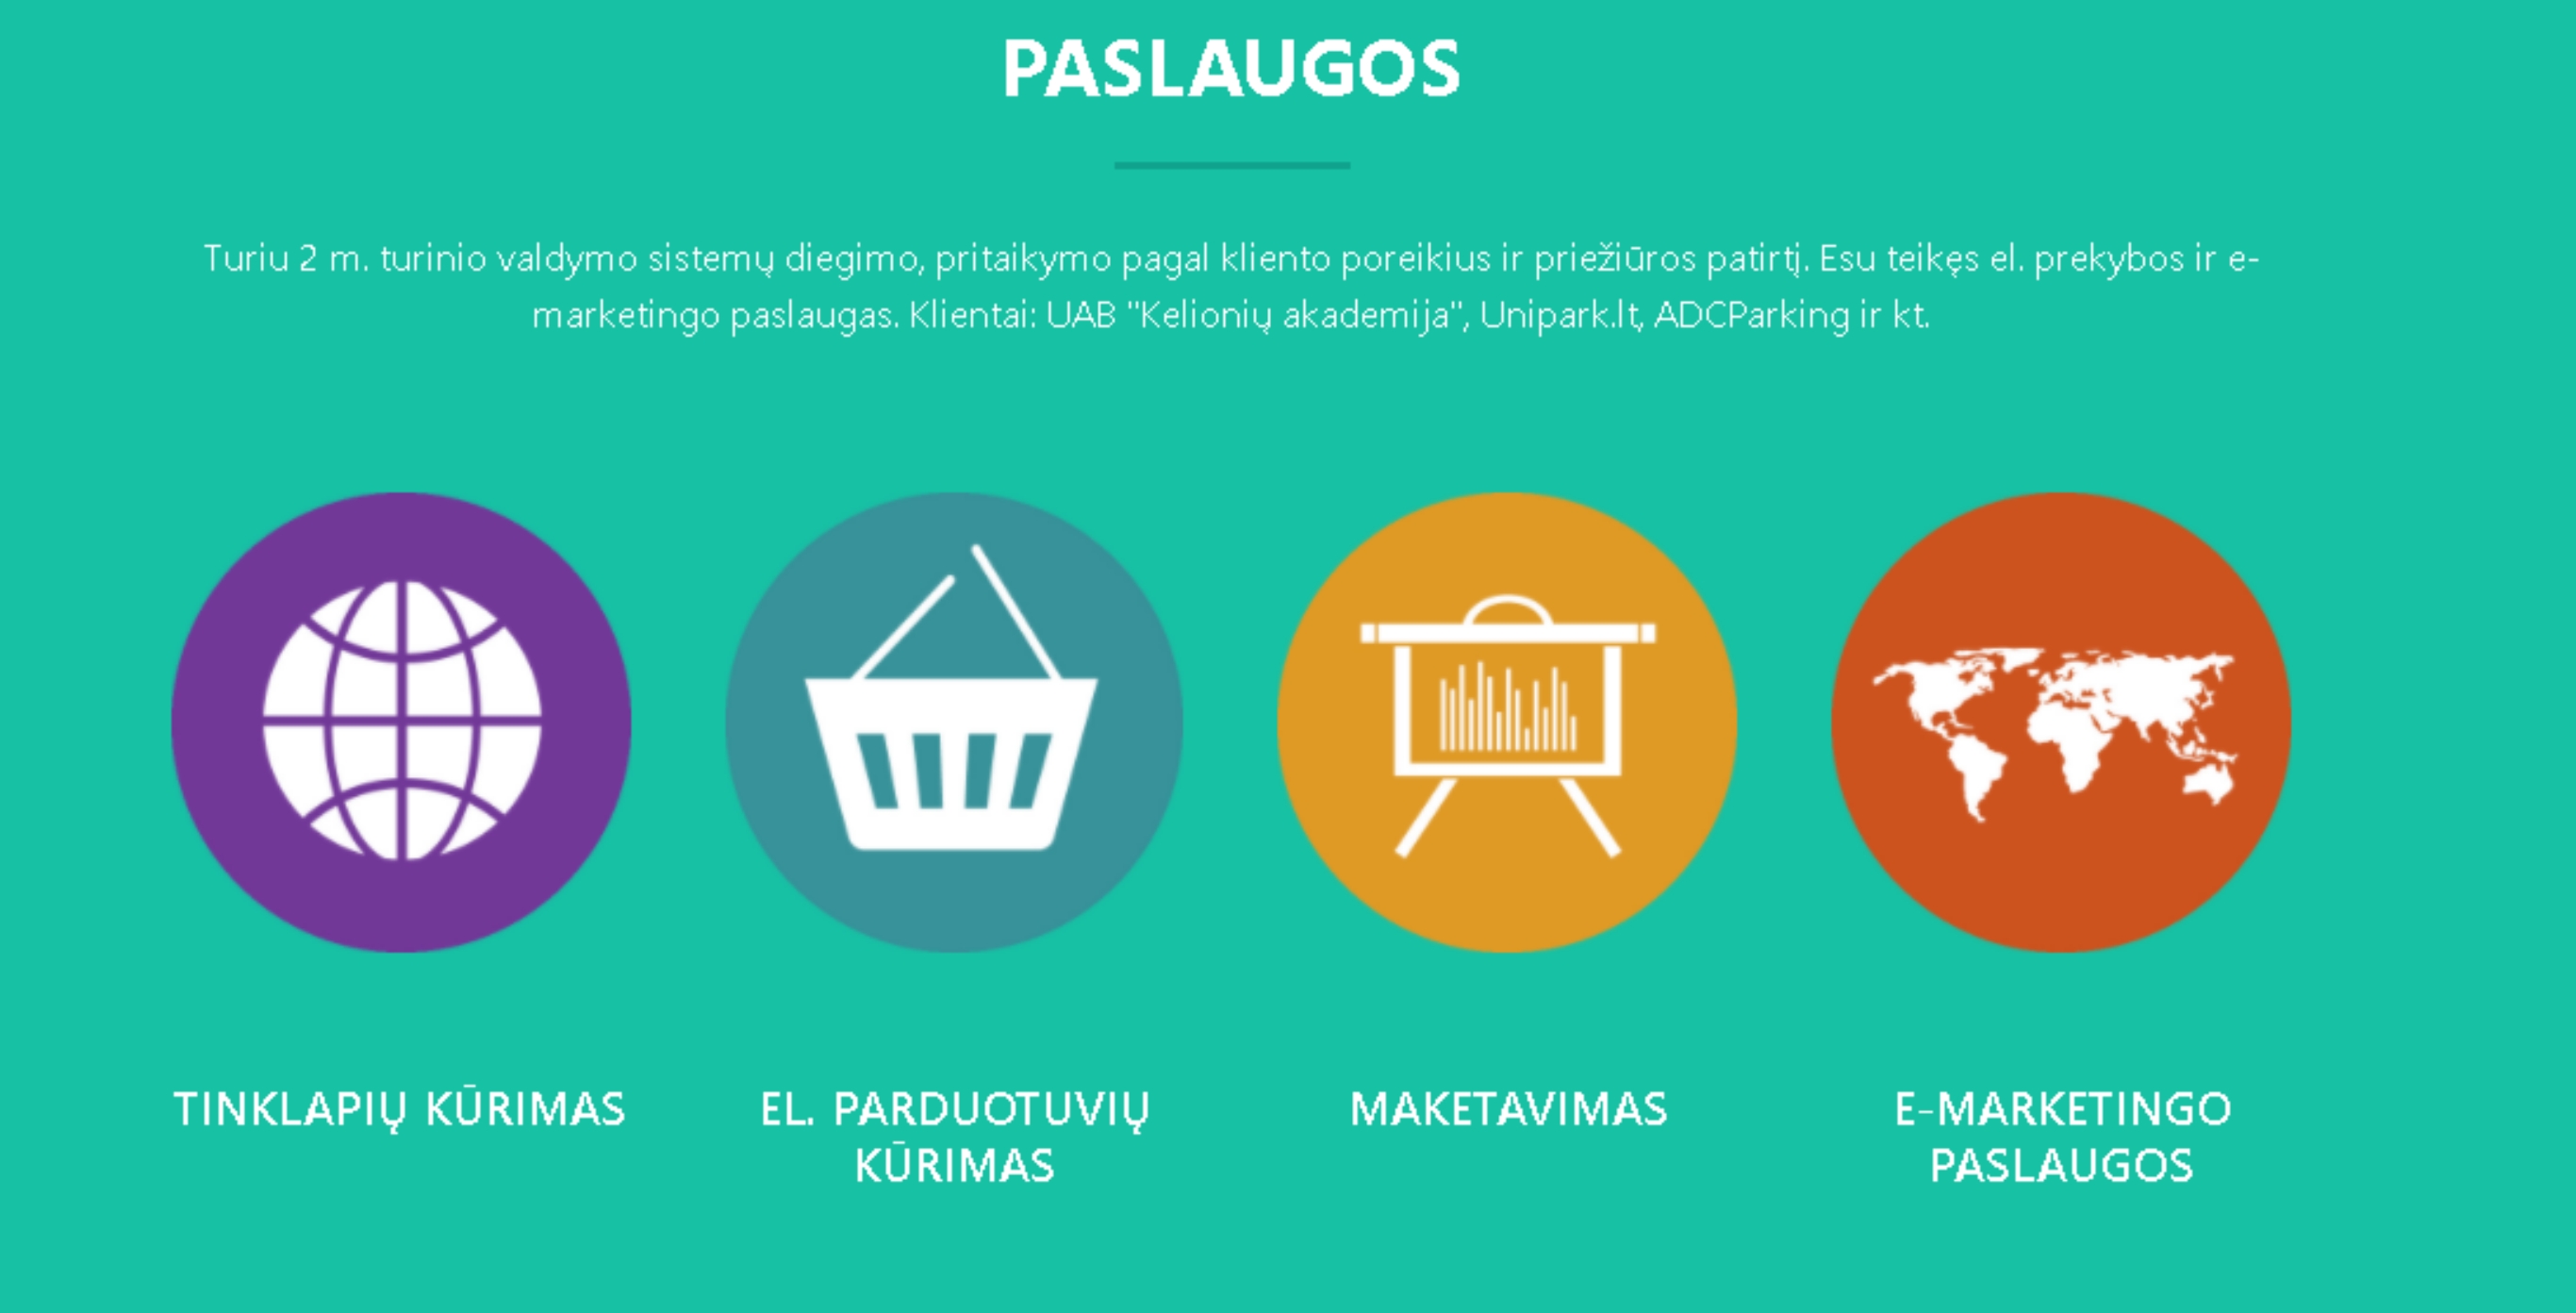 PASLAUGOS
Turiu 2 m. turinio valdymo sistemų diegimo, pritaikymo pagal kliento poreikius ir priežiūros patirtį. Esu teikęs el. prekybos ir e-
marketingo paslaugas. Klientai: UAB "Kelionių akademija", Unipark.lt, ADCParking ir kt.
TINKLAPIŲ KŪRIMAS
EL. PARDUOTUVIŲ
KŪRIMAS
MAKETAVIMAS
E-MARKETINGO
PASLAUGOS